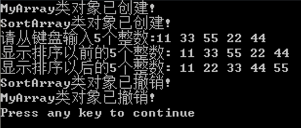 MyArray类对象已创建!
SortArray类对象已创建!
请从键盘输入5个整数:11 33 55 22 44
显示排序以前的5个整数: 11 33 55 22 44
显示排序以后的5个整数: 11 22 33 44 55
SortArray类对象已撤销!
MyArray类对象已撤销!
Press any key to continue